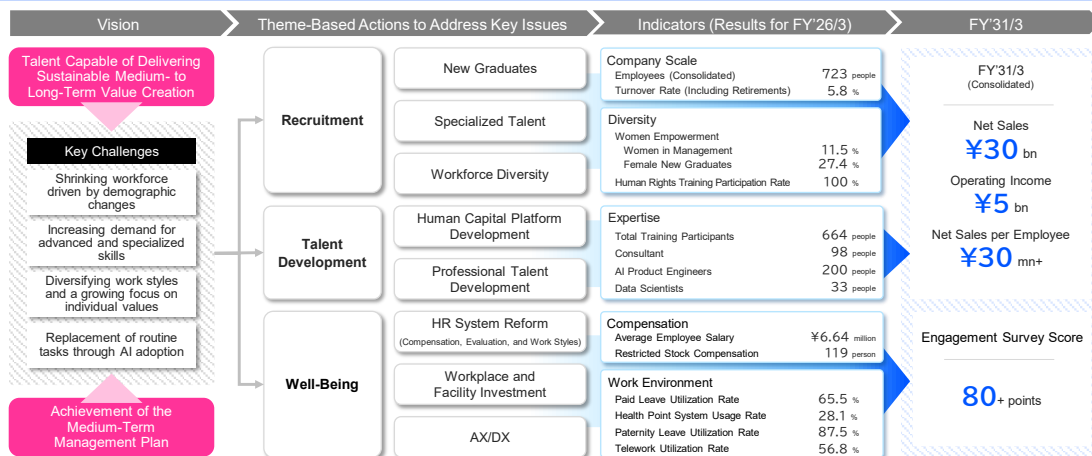 Vision
Theme-Based Actions to Address Key Issues
Indicators (Results for FY'26/3)
FY'31/3
Talent Capable of Delivering
Sustainable Medium- to
Long-Term Value Creation
Key Challenges
Shrinking workforce
driven by demographic
changes
Increasing demand for
advanced and specialized
skills
Diversifying work styles
and a growing focus on
individual values
Replacement of routine
tasks through AI adoption
Achievement of the
Medium-Term
Management Plan
Recruitment
New Graduates
Specialized Talent
Workforce Diversity
Talent
Development
Human Capital Platform
Development
Professional Talent
Development
Well-Being
HR System Reform
(Compensation, Evaluation, and Work Styles)
Workplace and
Facility Investment
AX/DX
Company Scale
Employees (Consolidated) 723 people
Turnover Rate (Including Retirements) 5.8 %
Diversity
Women Empowerment
Women in Management 11.5 %
Female New Graduates 27.4 %
Human Rights Training Participation Rate 100 %
Expertise
Total Training Participants 664 people
Consultant 98 people
AI Product Engineers 200 people
Data Scientists 33 people
Compensation
Average Employee Salary ¥6.64 million
Restricted Stock Compensation 119 person
Work Environment
Paid Leave Utilization Rate 65.5 %
Health Point System Usage Rate 28.1 %
Paternity Leave Utilization Rate 87.5 %
Telework Utilization Rate 56.8 %
FY'31/3
(Consolidated)
Net Sales
¥30 bn
Operating Income
¥5 bn
Net Sales per Employee
¥30 mn+
Engagement Survey Score
80+ points